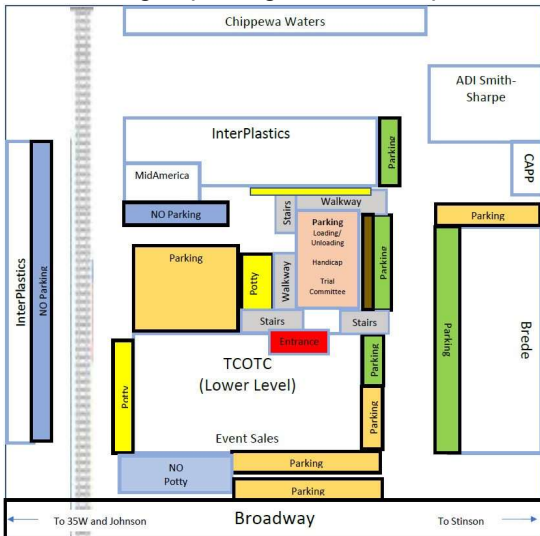 Chippewa Waters
ADI Smith-
Sharpe
InterPlastics
Parking
CAPP
MidAmerica
NO Parking
Stairs
Walkway
Parking
Loading/
Unloading
Handicap
Trial
Committee
Parking
Parking
InterPlastics
NO Parking
Parking
Potty
Walkway
Stairs
Stairs
Entrance
Parking
Brede
Potty
TCOTC
(Lower Level)
Parking
Parking
Event Sales
NO
Potty
Parking
Parking
To 35W and Johnson
Broadway
To Stinson